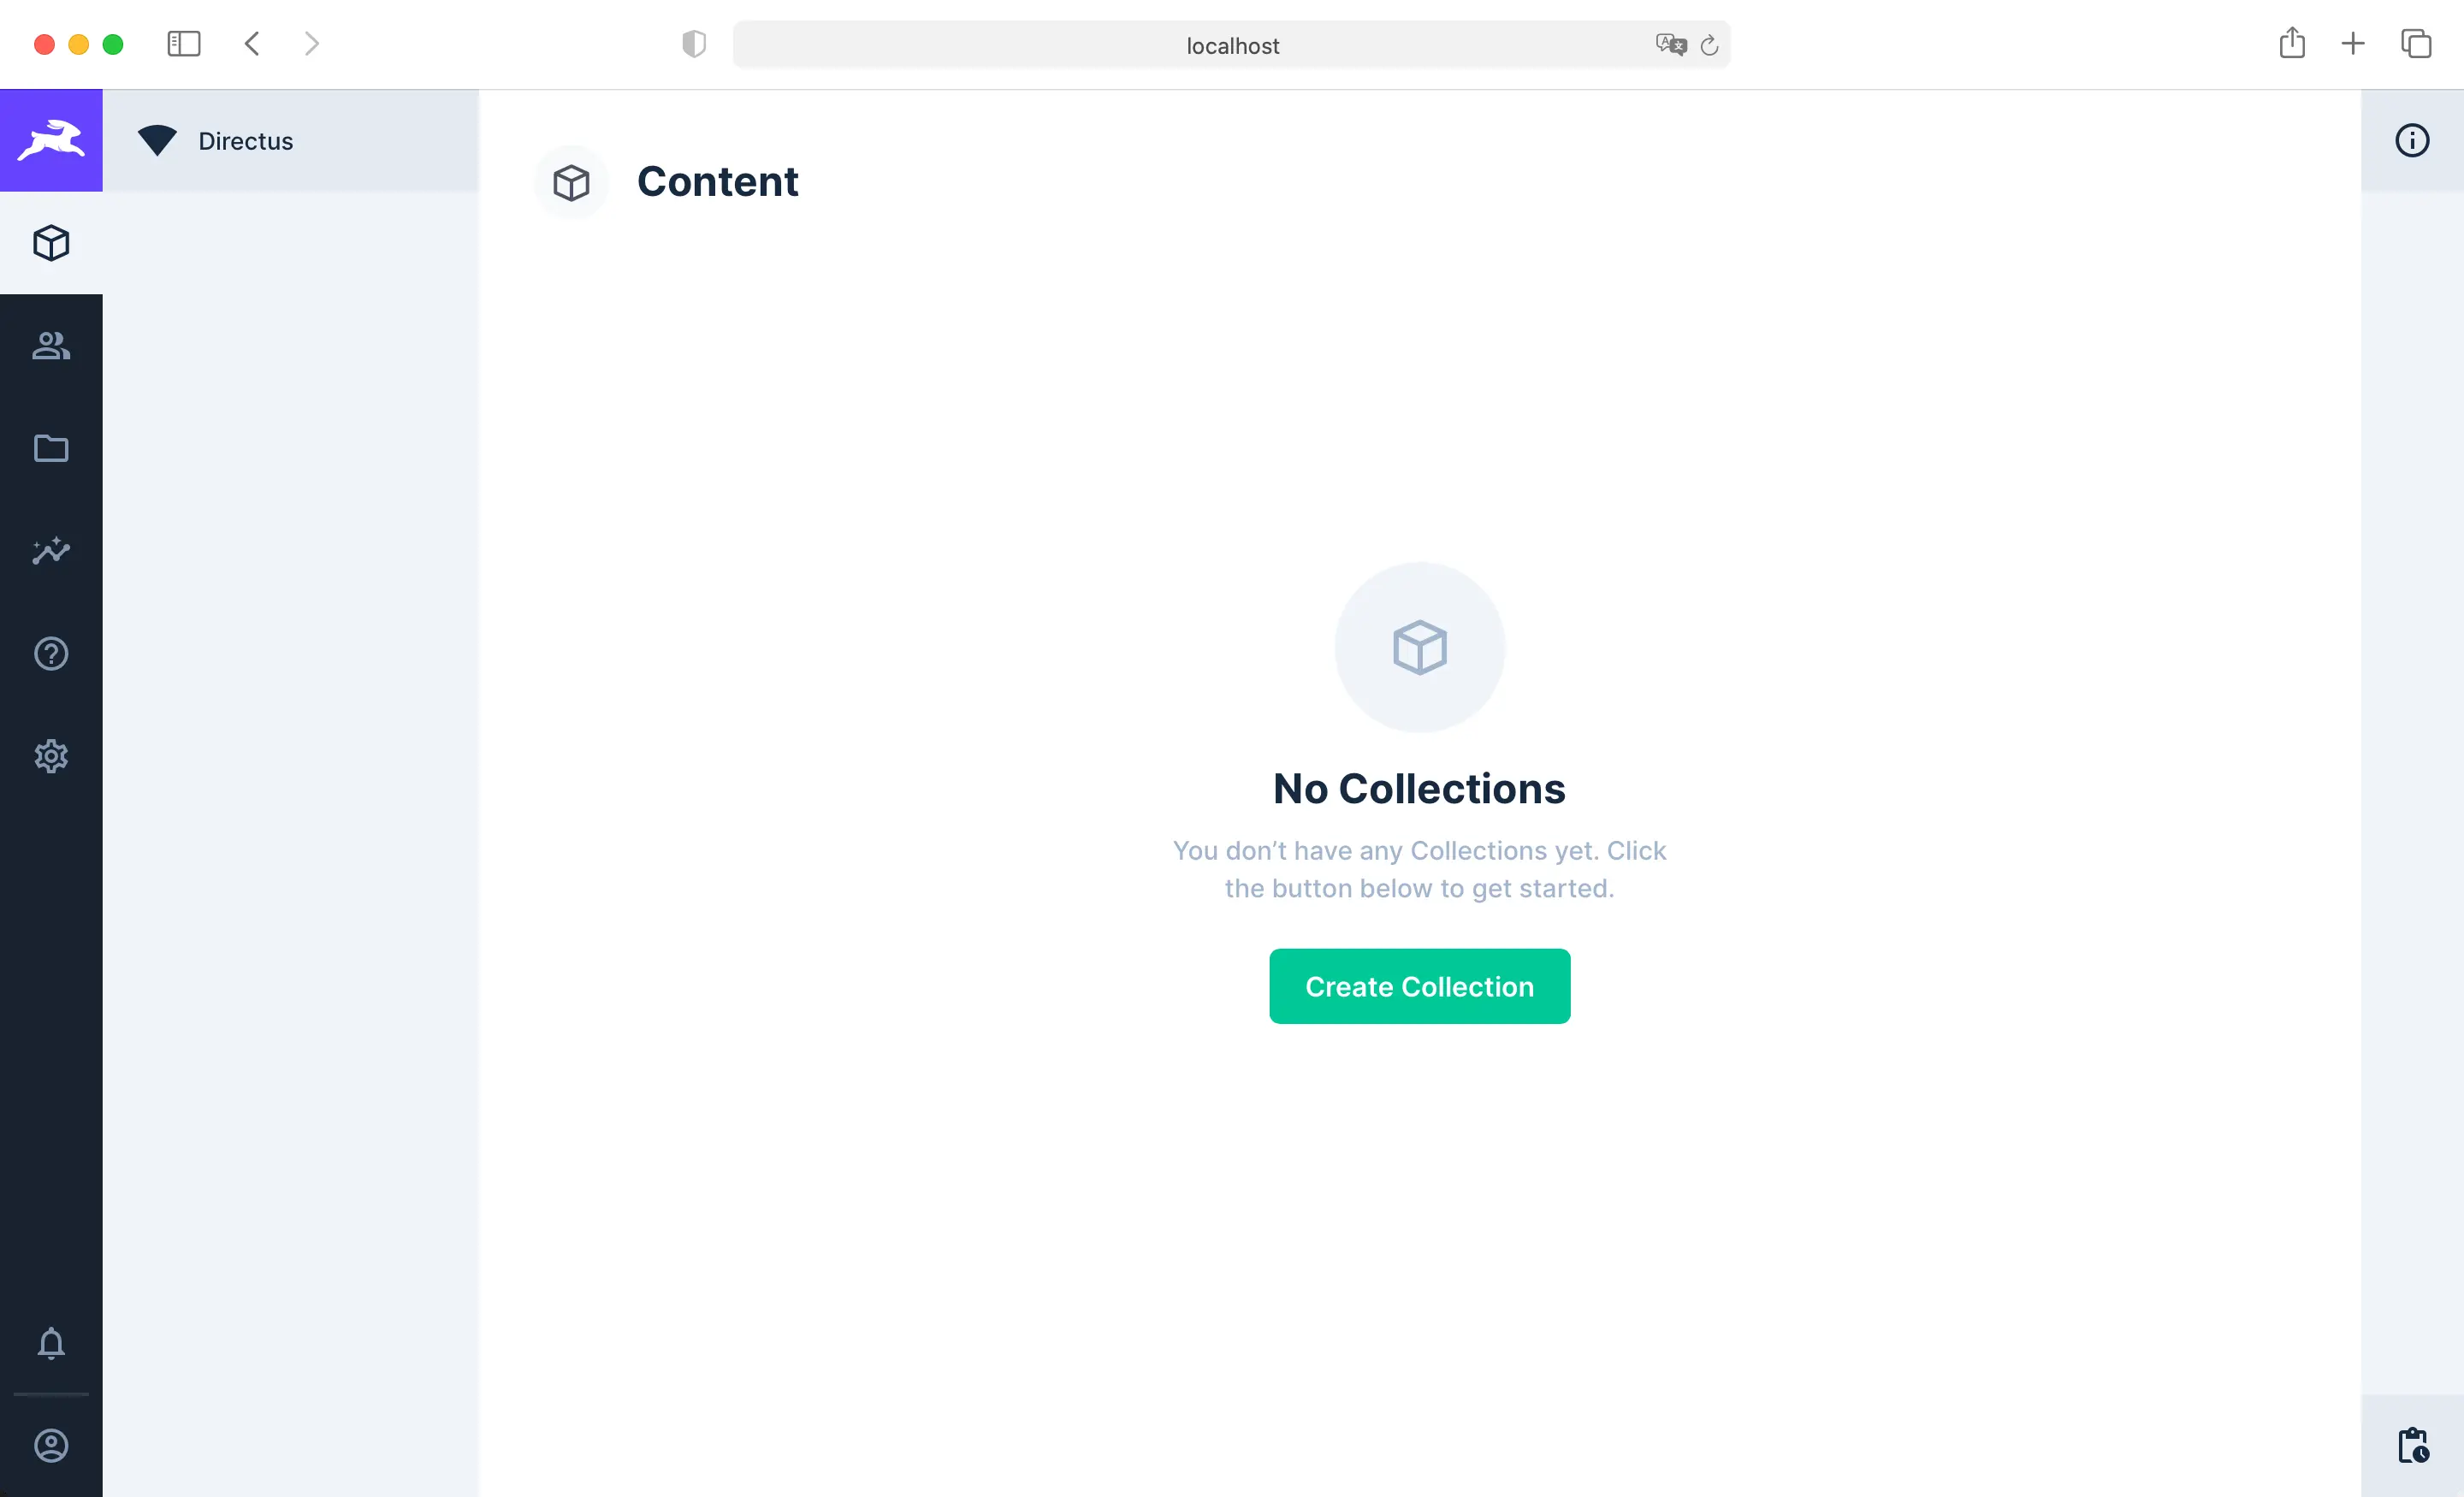 localhost
Directus
Content
No Collections
You don’t have any Collections yet. Click
the button below to get started.
Create Collection